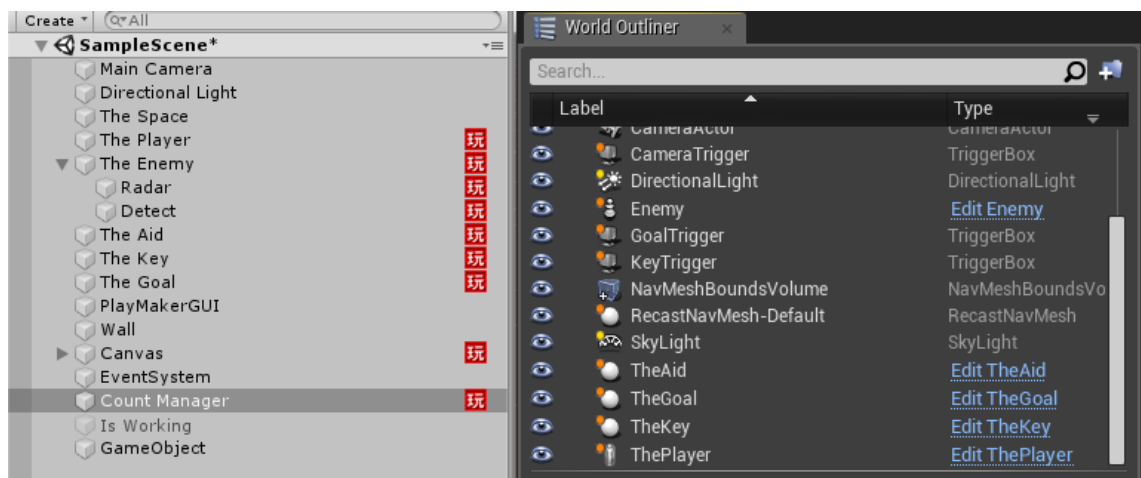 Create
All
SampleScene*
Main Camera
Directional Light
The Space
The Player 玩
The Enemy 玩
Radar 玩
Detect 玩
The Aid 玩
The Key 玩
The Goal 玩
PlayMakerGUI
Wall
Canvas 玩
EventSystem
Count Manager 玩
Is Working
GameObject
World Outliner
Search...
Label Type
CameraActor CameraActor
CameraTrigger TriggerBox
DirectionalLight DirectionalLight
Enemy Edit Enemy
GoalTrigger TriggerBox
KeyTrigger TriggerBox
NavMeshBoundsVolume NavMeshBoundsVo
RecastNavMesh-Default RecastNavMesh
SkyLight SkyLight
TheAid Edit TheAid
TheGoal Edit TheGoal
TheKey Edit TheKey
ThePlayer Edit ThePlayer